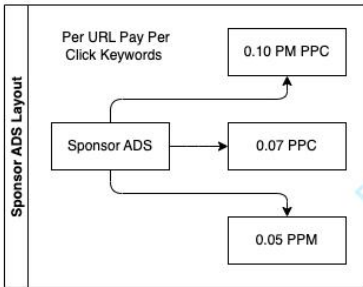 Sponsor ADS Layout
Per URL Pay Per
Click Keywords
0.10 PM PPC
Sponsor ADS
0.07 PPC
0.05 PPM